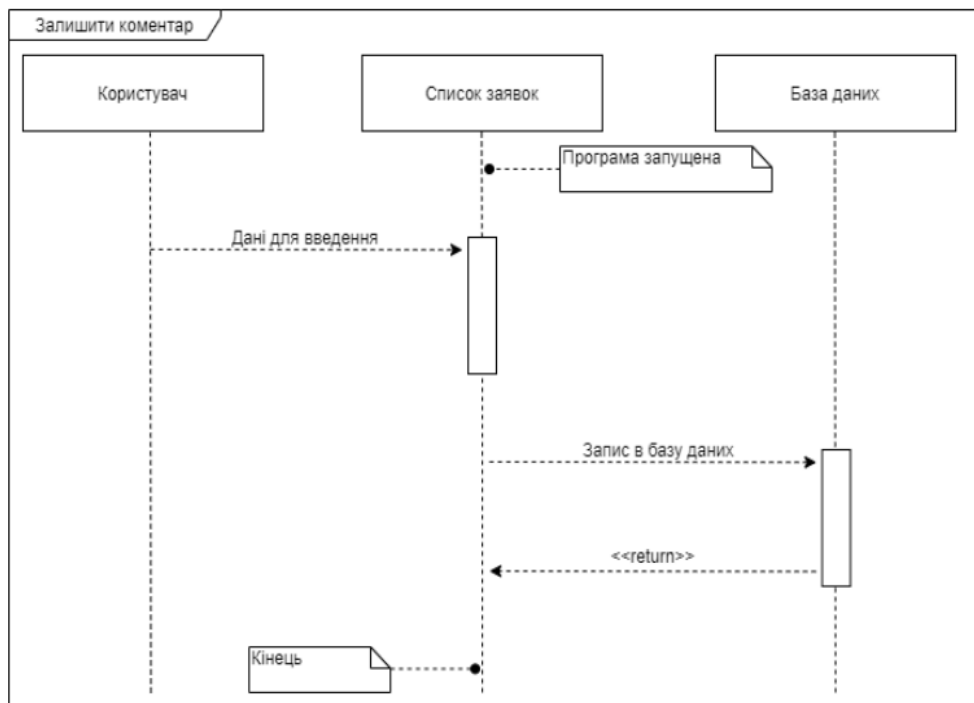 Залишити коментар
Користувач
Список заявок
База даних
Програма запущена
Дані для введення
Запис в базу даних
<<return>>
Кінець